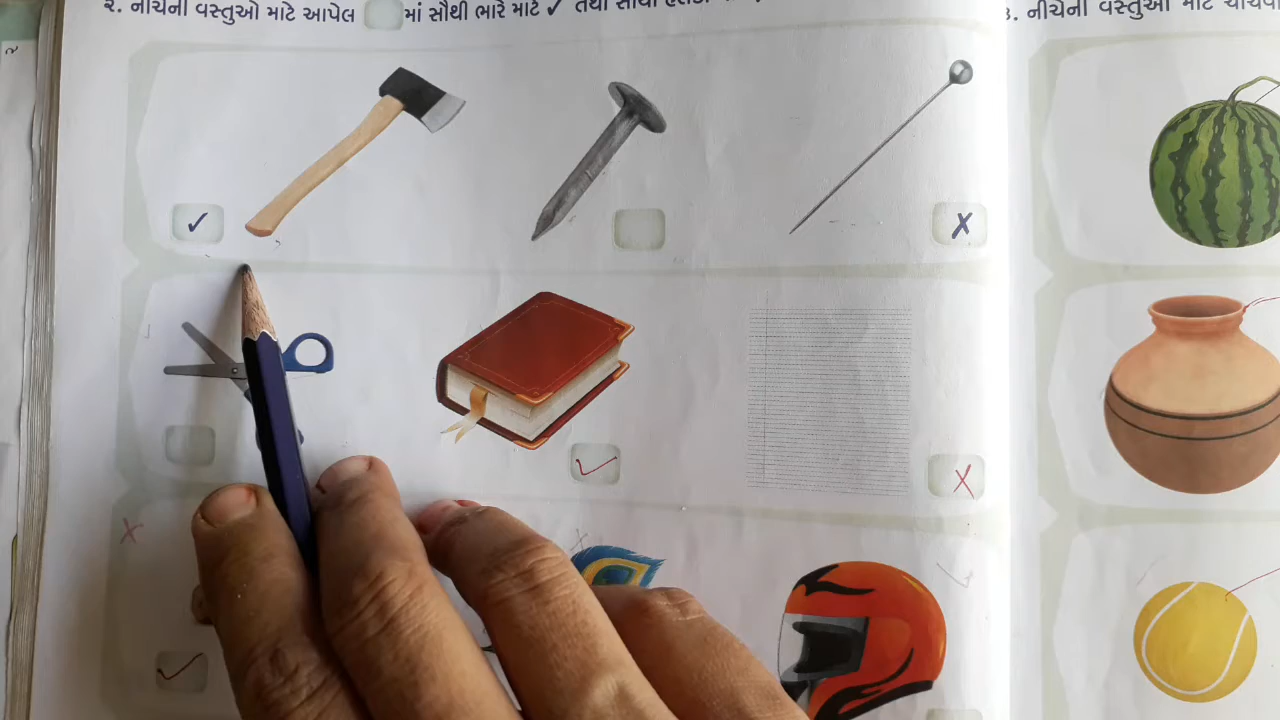 ૨. નીચેની વસ્તુઓ માટે આપેલ માં સૌથી ભારે માટે ✓ તથા સૌથી
૩. નીચેની વસ્તુઓ માટે